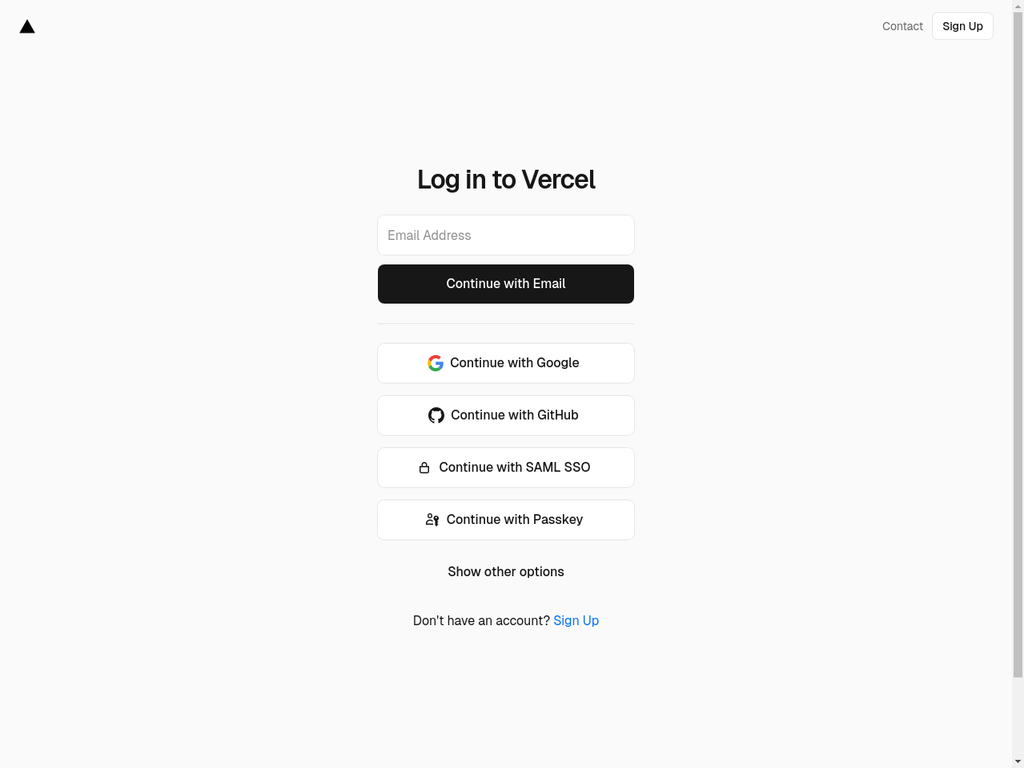 Contact
Sign Up
Log in to Vercel
Email Address
Continue with Email
Continue with Google
Continue with GitHub
Continue with SAML SSO
Continue with Passkey
Show other options
Don't have an account? Sign Up